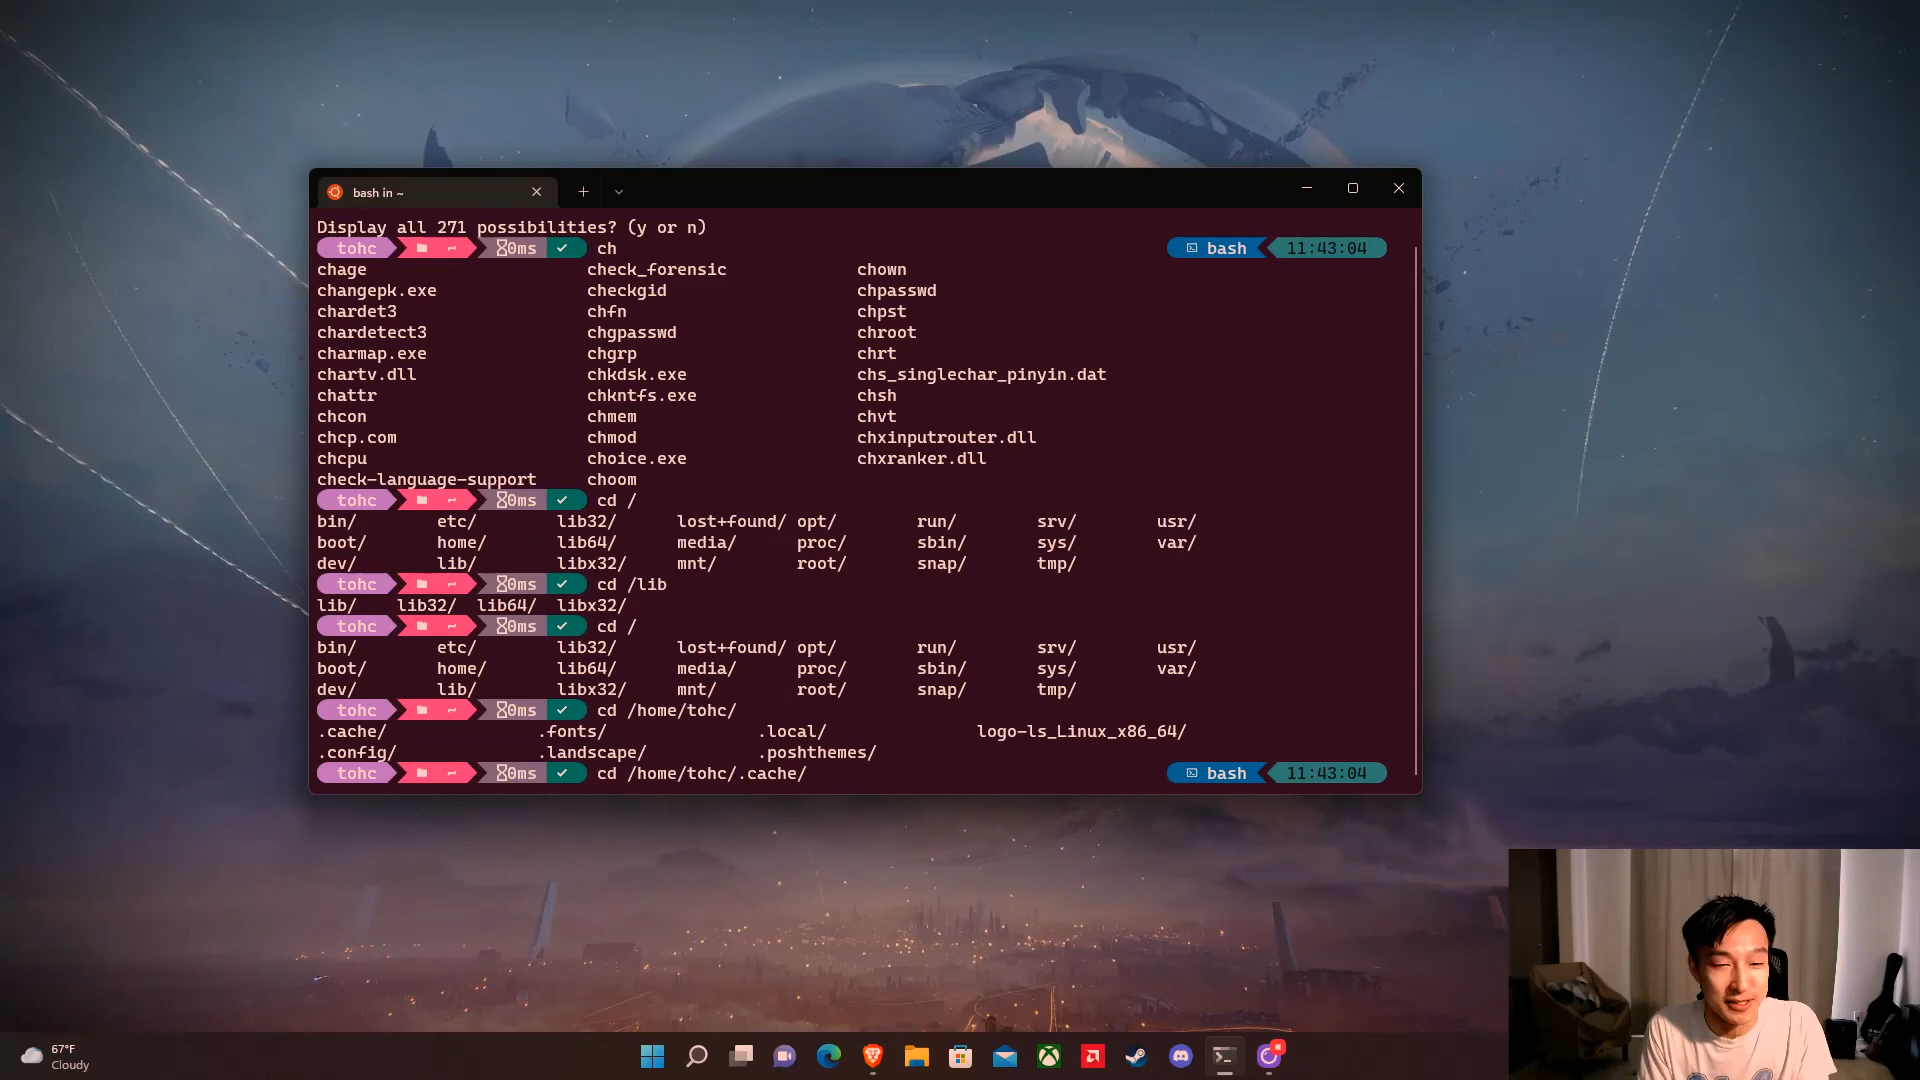 bash in ~
Display all 271 possibilities? (y or n)
tohc ~ 0ms ch bash 11:43:04
chage check_forensic chown
changepk.exe checkgid chpasswd
chardet3 chfn chpst
chardetect3 chgpasswd chroot
charmap.exe chgrp chrt
chartv.dll chkdsk.exe chs_singlechar_pinyin.dat
chattr chkntfs.exe chsh
chcon chmem chvt
chcp.com chmod chxinputrouter.dll
chcpu choice.exe chxranker.dll
check-language-support choom
tohc ~ 0ms cd /
bin/ etc/ lib32/ lost+found/ opt/ run/ srv/ usr/
boot/ home/ lib64/ media/ proc/ sbin/ sys/ var/
dev/ lib/ libx32/ mnt/ root/ snap/ tmp/
tohc ~ 0ms cd /lib
lib/ lib32/ lib64/ libx32/
tohc ~ 0ms cd /
bin/ etc/ lib32/ lost+found/ opt/ run/ srv/ usr/
boot/ home/ lib64/ media/ proc/ sbin/ sys/ var/
dev/ lib/ libx32/ mnt/ root/ snap/ tmp/
tohc ~ 0ms cd /home/tohc/
.cache/ .fonts/ .local/ logo-ls_Linux_x86_64/
.config/ .landscape/ .poshthemes/
tohc ~ 0ms cd /home/tohc/.cache/ bash 11:43:04
67°F
Cloudy